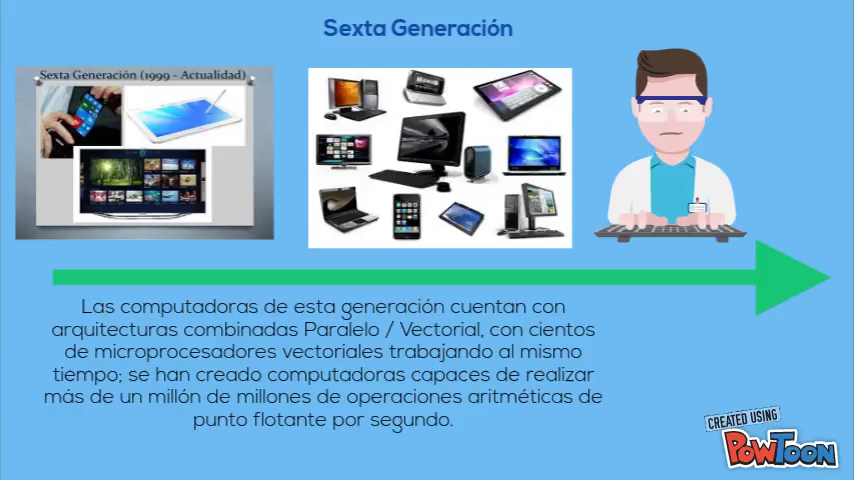 Sexta Generación
Sexta Generación (1999 - Actualidad)
Las computadoras de esta generación cuentan con
arquitecturas combinadas Paralelo / Vectorial, con cientos
de microprocesadores vectoriales trabajando al mismo
tiempo; se han creado computadoras capaces de realizar
más de un millón de millones de operaciones aritméticas de
punto flotante por segundo.
CREATED USING
POWTOON